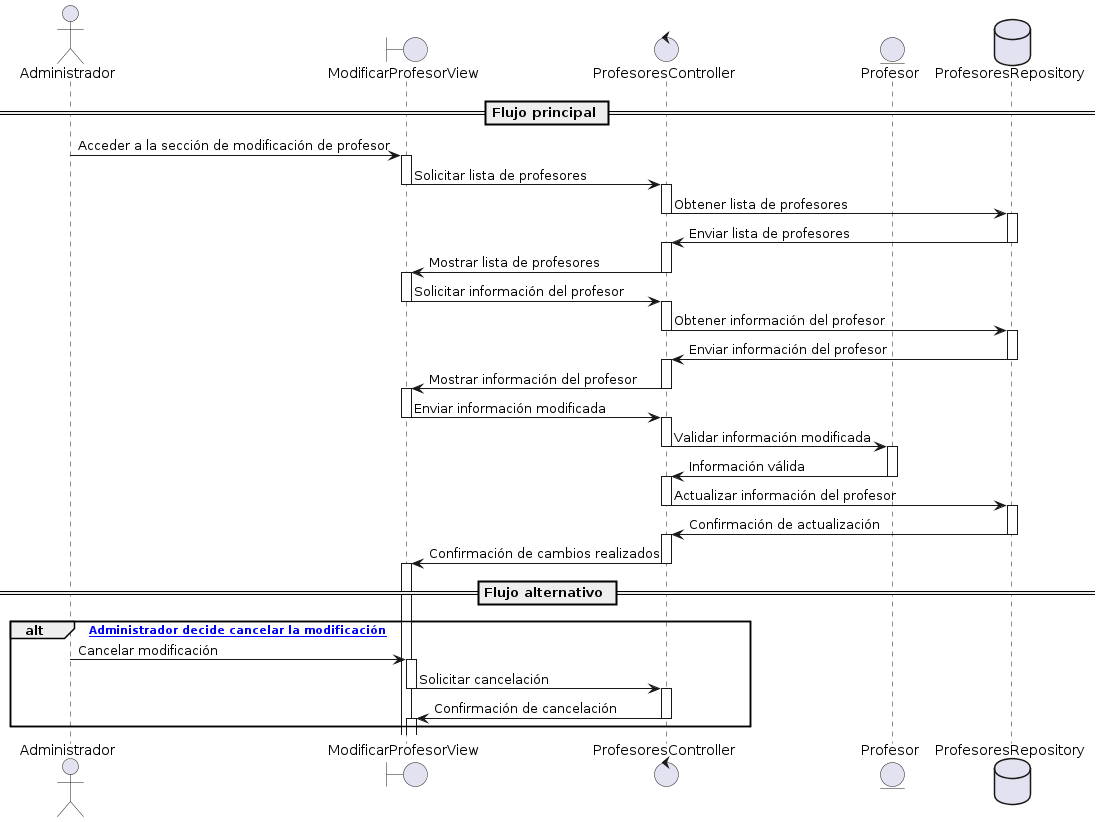 Administrador
ModificarProfesorView
ProfesoresController
Profesor
ProfesoresRepository
Flujo principal
Acceder a la sección de modificación de profesor
Solicitar lista de profesores
Obtener lista de profesores
Enviar lista de profesores
Mostrar lista de profesores
Solicitar información del profesor
Obtener información del profesor
Enviar información del profesor
Mostrar información del profesor
Enviar información modificada
Validar información modificada
Información válida
Actualizar información del profesor
Confirmación de actualización
Confirmación de cambios realizados
Flujo alternativo
alt Administrador decide cancelar la modificación
Cancelar modificación
Solicitar cancelación
Confirmación de cancelación
Administrador
ModificarProfesorView
ProfesoresController
Profesor
ProfesoresRepository